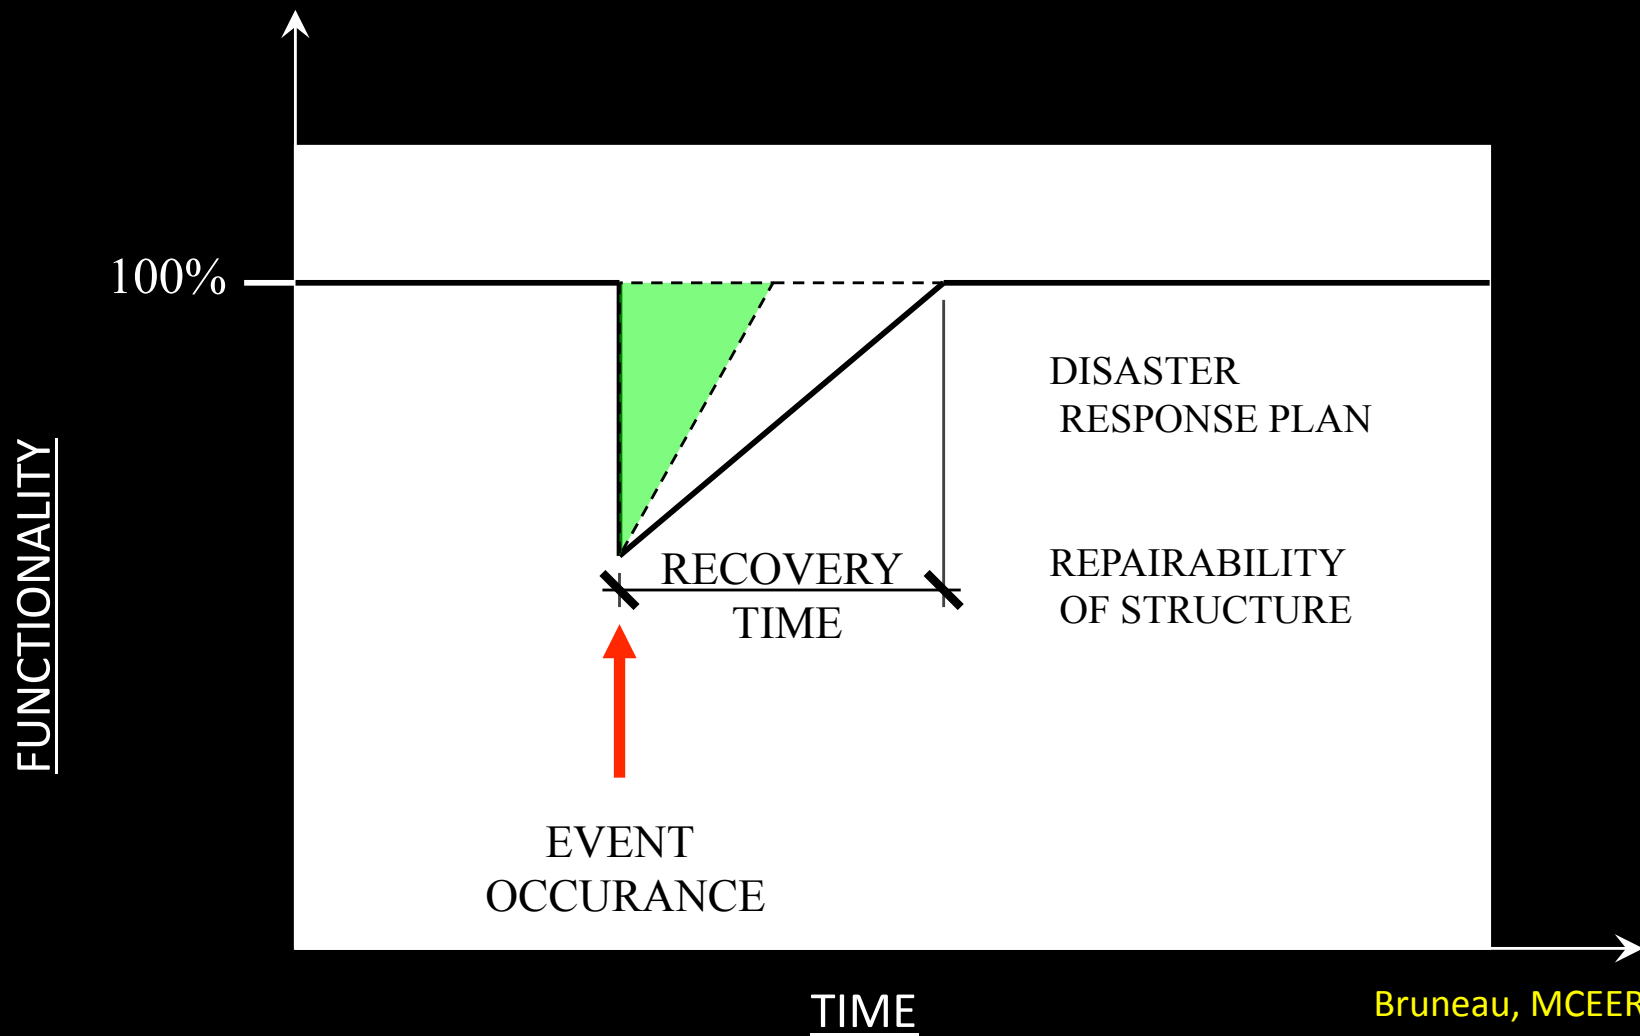 100%
FUNCTIONALITY
DISASTER
RESPONSE PLAN
RECOVERY
TIME
REPAIRABILITY
OF STRUCTURE
EVENT
OCCURANCE
TIME
Bruneau, MCEER